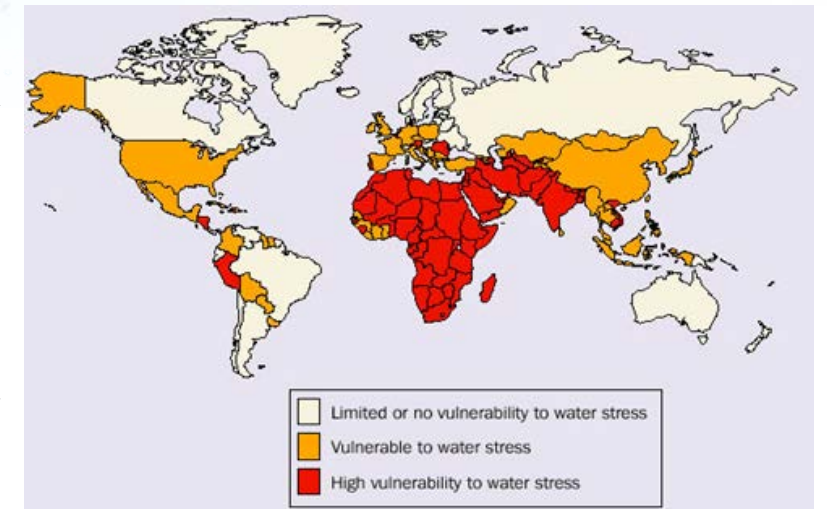 Limited or no vulnerability to water stress
Vulnerable to water stress
High vulnerability to water stress